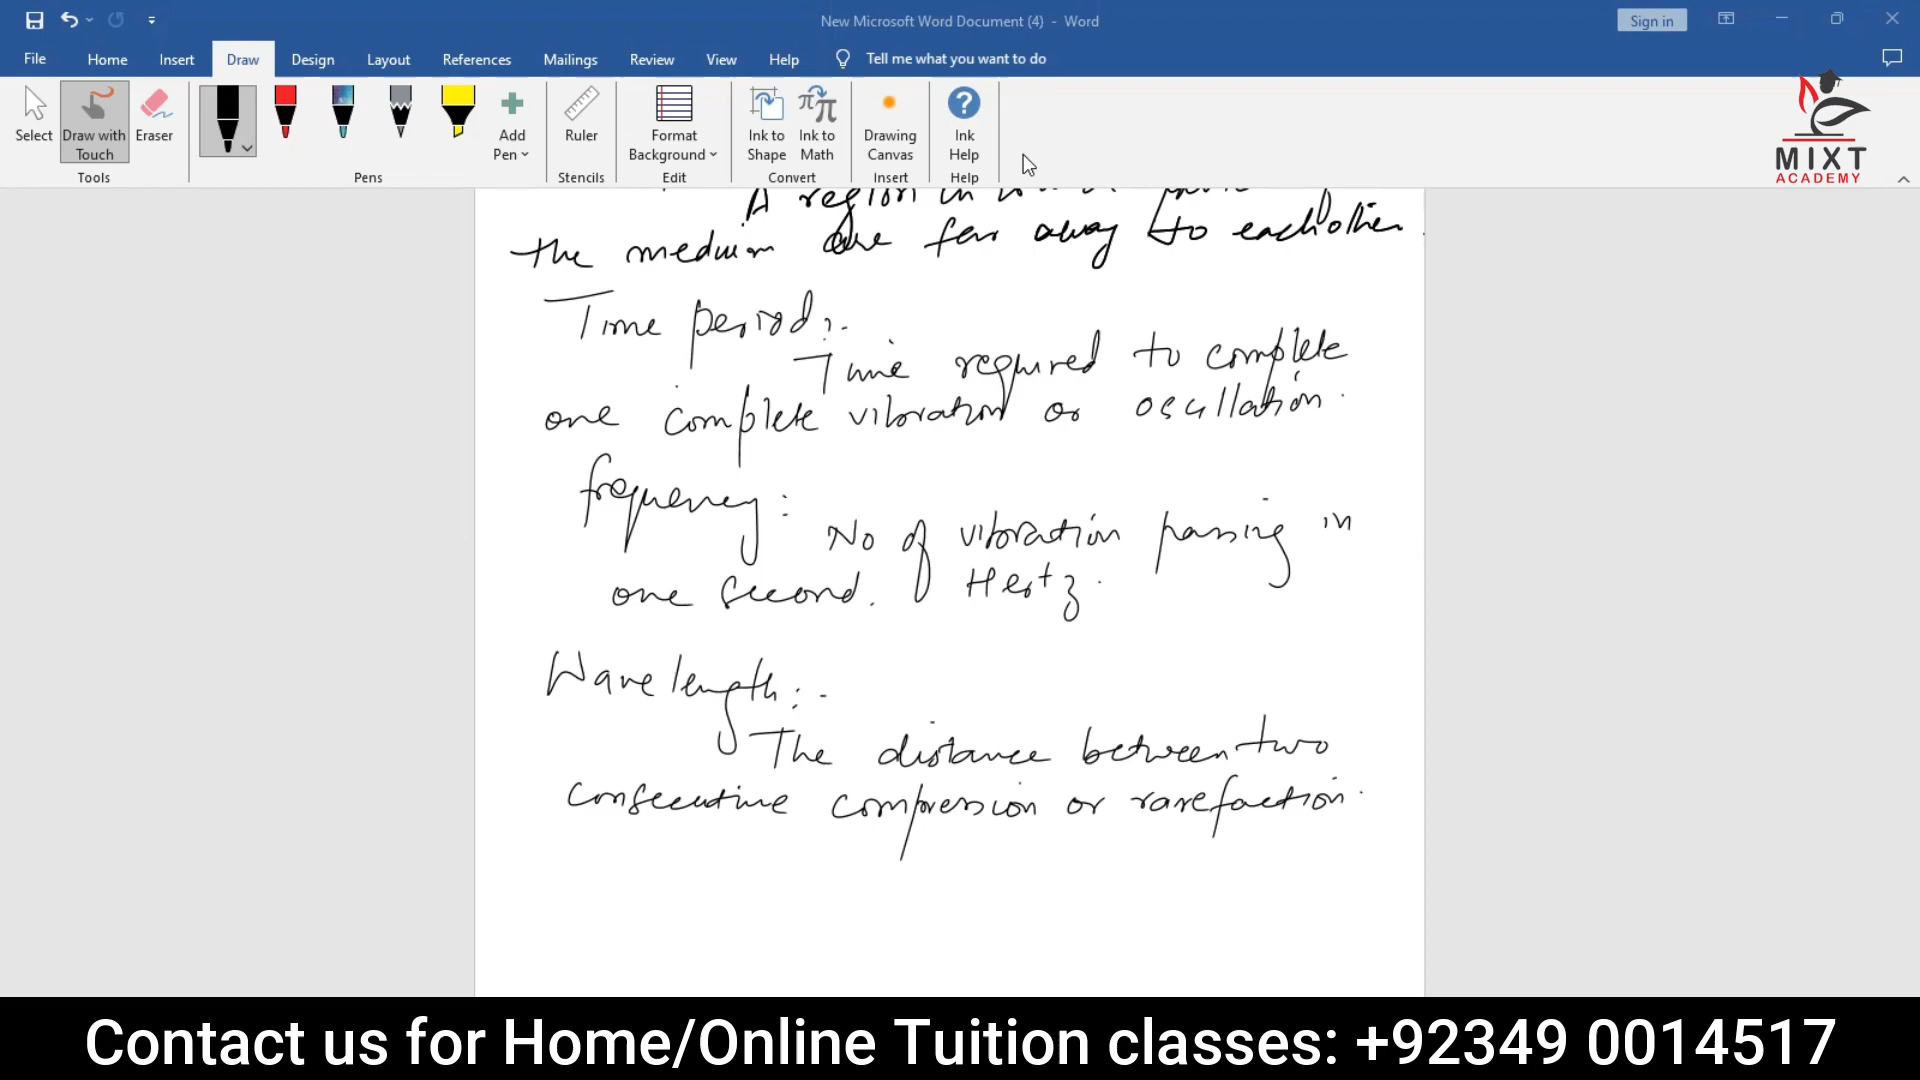 New Microsoft Word Document (4) - Word
Sign in
File Home Insert Draw Design Layout References Mailings Review View Help Tell me what you want to do
Select Draw with Touch Eraser
Add Pen
Ruler
Format Background
Ink to Shape
Ink to Math
Drawing Canvas
Ink Help
Tools Pens Stencils Edit Convert Insert Help
MIXT
ACADEMY
A region in
the medium are far away to eachother.
Time period:-
Time required to complete
one complete vibration or oscillation.
frequency:
No of vibration passing in
one second. Hertz.
Wave length:-
The distance between two
consecutive compression or rarefaction.
Contact us for Home/Online Tuition classes: +92349 0014517